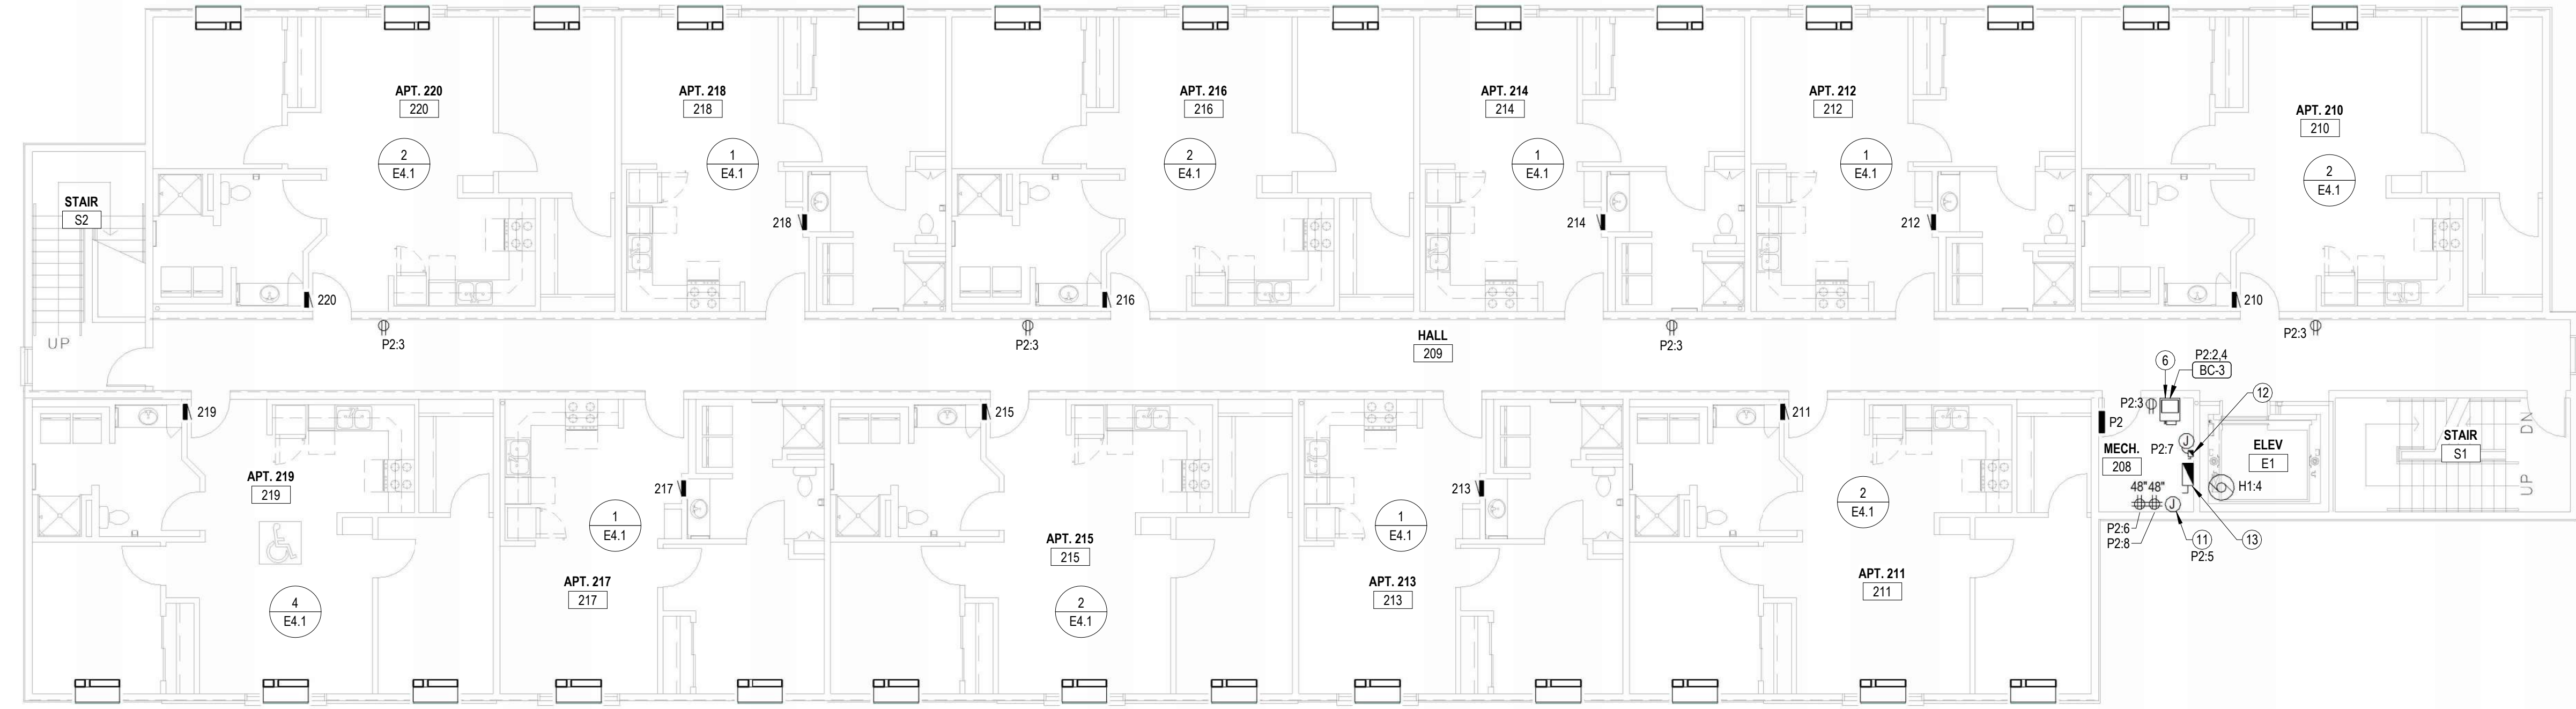 APT. 220
220
2
E4.1
220
APT. 218
218
1
E4.1
218
APT. 216
216
2
E4.1
216
APT. 214
214
1
E4.1
214
APT. 212
212
1
E4.1
212
APT. 210
210
2
E4.1
210
STAIR
S2
UP
P2:3
P2:3
P2:3
P2:3
HALL
209
219
APT. 219
219
4
E4.1
217
1
E4.1
APT. 217
217
215
APT. 215
215
2
E4.1
213
1
E4.1
APT. 213
213
211
2
E4.1
APT. 211
211
6
P2:2,4
BC-3
12
P2:3
P2
MECH.
208
P2:7
J
ELEV
E1
H1:4
48" 48"
J
P2:6
P2:8
11
P2:5
13
STAIR
S1
DN
UP